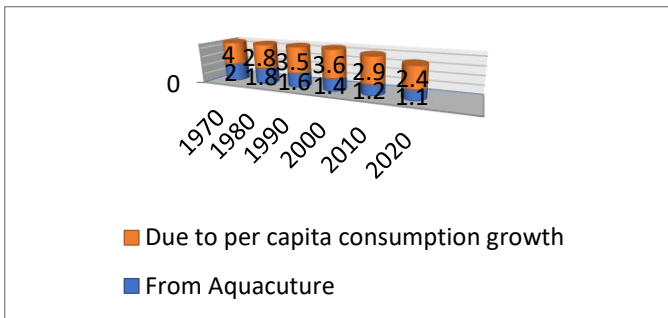 4 2.8 3.5 3.6 2.9 2.4
2 1.8 1.6 1.4 1.2 1.1
0
1970 1980 1990 2000 2010 2020
Due to per capita consumption growth
From Aquacuture